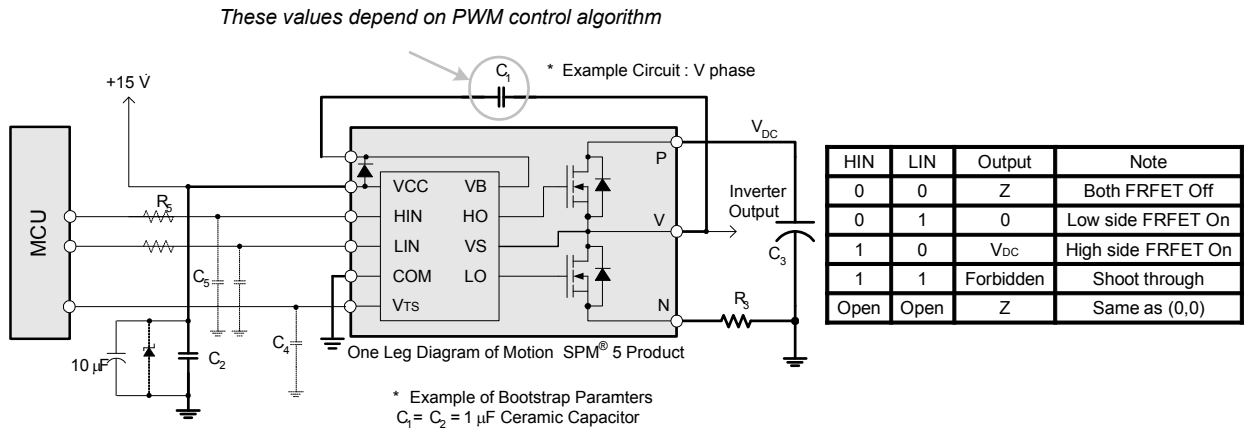 These values depend on PWM control algorithm
C1
* Example Circuit : V phase
+15 V
MCU
R5
C5
C4
10 µF
C2
VCC
HIN
LIN
COM
VTS
VB
HO
VS
LO
P
V
N
VDC
Inverter
Output
C3
R3
One Leg Diagram of Motion SPM® 5 Product
* Example of Bootstrap Paramters
C1 = C2 = 1 µF Ceramic Capacitor
HIN LIN Output Note
0 0 Z Both FRFET Off
0 1 0 Low side FRFET On
1 0 VDC High side FRFET On
1 1 Forbidden Shoot through
Open Open Z Same as (0,0)